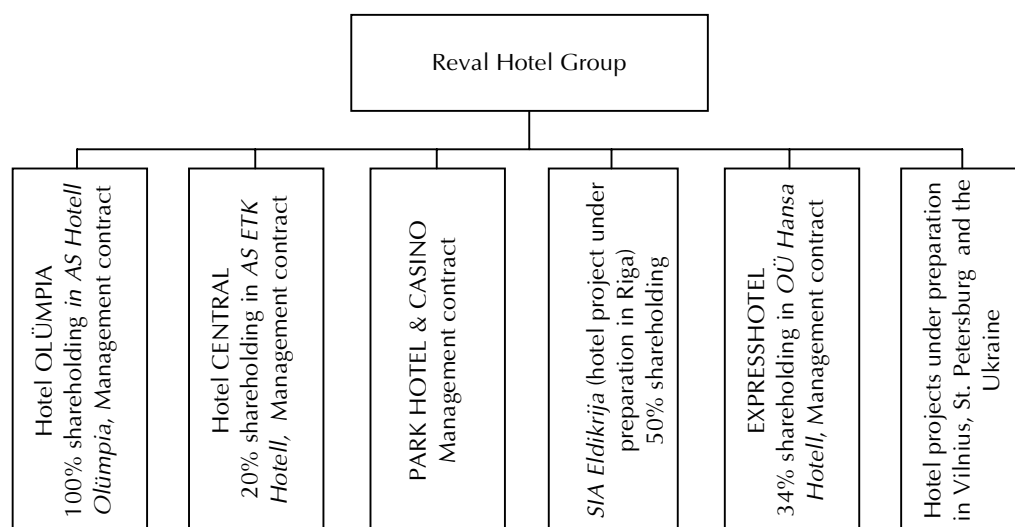 Reval Hotel Group
Hotel OLÜMPIA
100% shareholding in AS Hotell
Olümpia, Management contract
Hotel CENTRAL
20% shareholding in AS ETK
Hotell, Management contract
PARK HOTEL & CASINO
Management contract
SIA Eldikrija (hotel project under
preparation in Riga)
50% shareholding
EXPRESSHOTEL
34% shareholding in OÜ Hansa
Hotell, Management contract
Hotel projects under preparation
in Vilnius, St. Petersburg and the
Ukraine